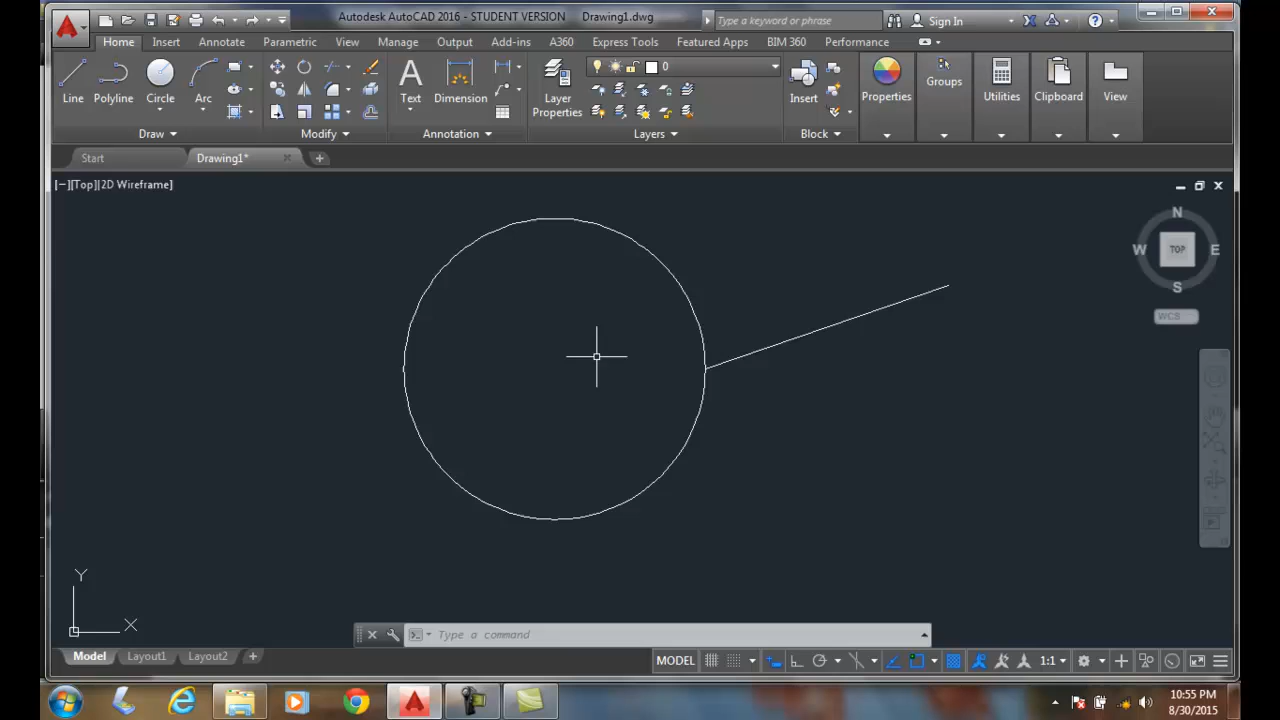 Autodesk AutoCAD 2016 - STUDENT VERSION Drawing1.dwg
Type a keyword or phrase
Sign In
Home Insert Annotate Parametric View Manage Output Add-ins A360 Express Tools Featured Apps BIM 360 Performance
0
Line Polyline Circle Arc
A
Text Dimension
Layer
Properties
Insert
Properties
Groups
Utilities
Clipboard
View
Draw Modify Annotation Layers Block
Start Drawing1*
[−][Top][2D Wireframe]
N
W TOP E
S
WCS
Y
X
Type a command
Model Layout1 Layout2
MODEL 1:1
10:55 PM
8/30/2015